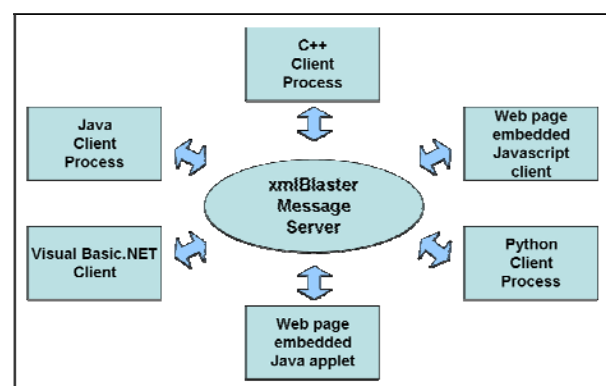 C++
Client
Process
Java
Client
Process
Web page
embedded
Javascript
client
xmlBlaster
Message
Server
Visual Basic.NET
Client
Python
Client
Process
Web page
embedded
Java applet